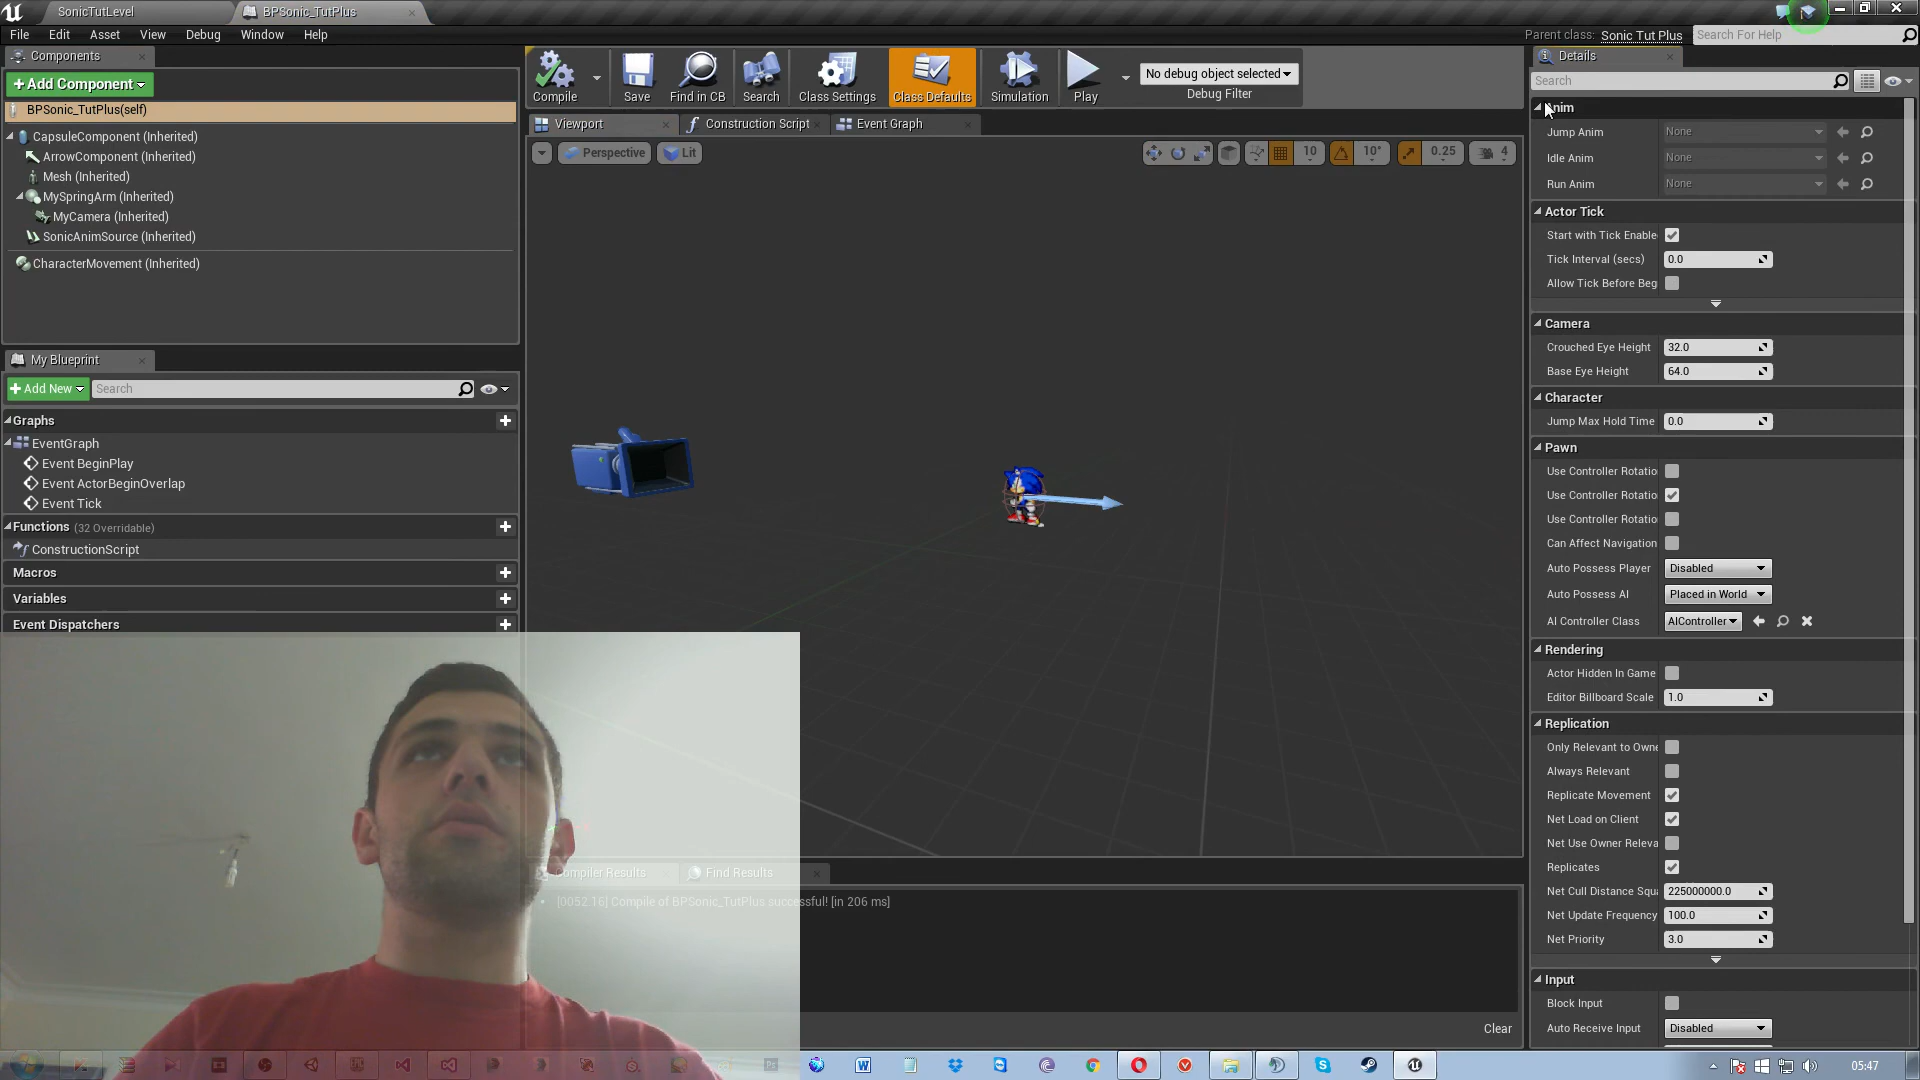 SonicTutLevel
BPSonic_TutPlus
File Edit Asset View Debug Window Help
Parent class: Sonic Tut Plus
Search For Help
Components
+Add Component
BPSonic_TutPlus(self)
CapsuleComponent (Inherited)
ArrowComponent (Inherited)
Mesh (Inherited)
MySpringArm (Inherited)
MyCamera (Inherited)
SonicAnimSource (Inherited)
CharacterMovement (Inherited)
My Blueprint
+Add New
Search
Graphs
EventGraph
Event BeginPlay
Event ActorBeginOverlap
Event Tick
Functions (32 Overridable)
ConstructionScript
Macros
Variables
Event Dispatchers
Compile
Save
Find in CB
Search
Class Settings
Class Defaults
Simulation
Play
No debug object selected
Debug Filter
Viewport
Construction Script
Event Graph
Perspective
Lit
10
10°
0.25
4
Compiler Results
Find Results
[0052.16] Compile of BPSonic_TutPlus successful! [in 206 ms]
Clear
Details
Search
Anim
Jump Anim None
Idle Anim None
Run Anim None
Actor Tick
Start with Tick Enable
Tick Interval (secs) 0.0
Allow Tick Before Beg
Camera
Crouched Eye Height 32.0
Base Eye Height 64.0
Character
Jump Max Hold Time 0.0
Pawn
Use Controller Rotatio
Use Controller Rotatio
Use Controller Rotatio
Can Affect Navigation
Auto Possess Player Disabled
Auto Possess AI Placed in World
AI Controller Class AIController
Rendering
Actor Hidden In Game
Editor Billboard Scale 1.0
Replication
Only Relevant to Owne
Always Relevant
Replicate Movement
Net Load on Client
Net Use Owner Releva
Replicates
Net Cull Distance Squa 225000000.0
Net Update Frequency 100.0
Net Priority 3.0
Input
Block Input
Auto Receive Input Disabled
05:47